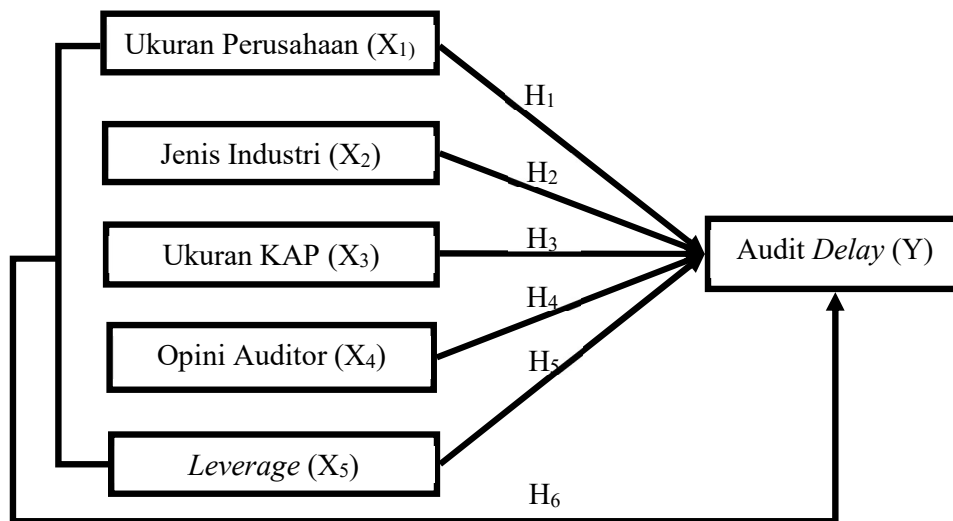 Ukuran Perusahaan (X₁)
H₁
Jenis Industri (X₂)
H₂
Ukuran KAP (X₃)
H₃
Audit Delay (Y)
Opini Auditor (X₄)
H₄
H₅
Leverage (X₅)
H₆